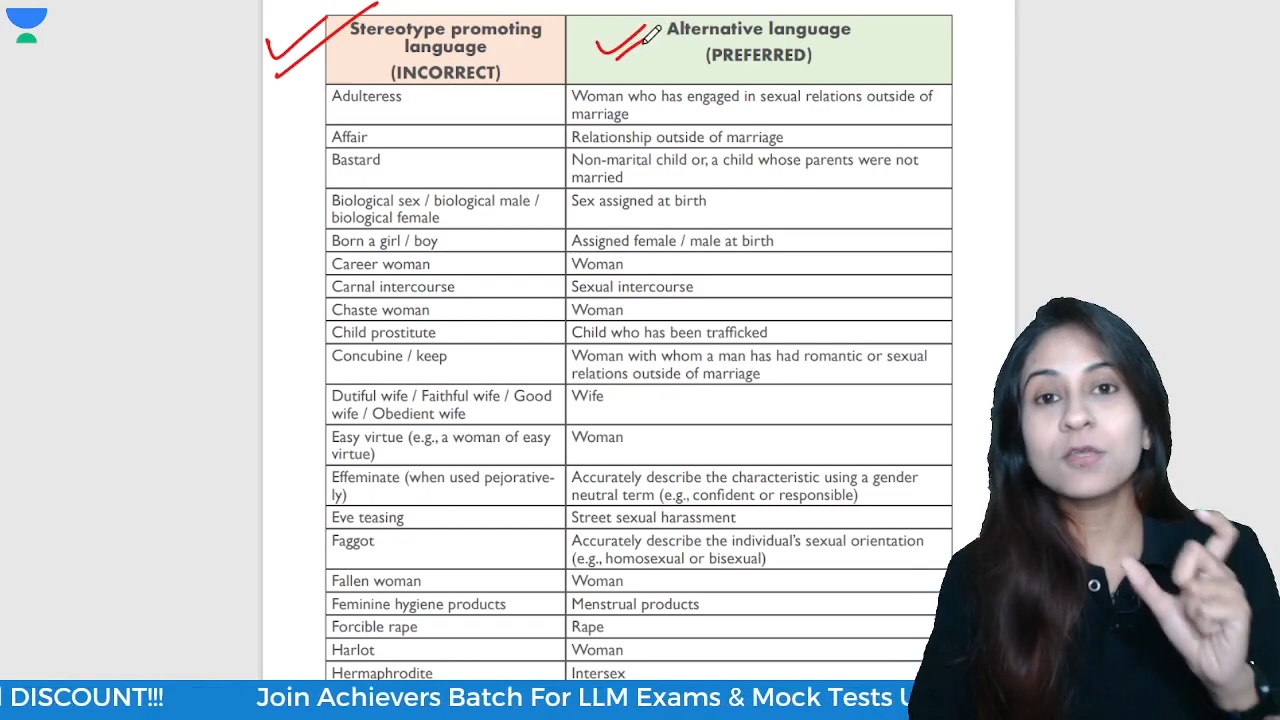 Stereotype promoting
language
(INCORRECT)
Alternative language
(PREFERRED)
Adulteress
Woman who has engaged in sexual relations outside of
marriage
Affair
Relationship outside of marriage
Bastard
Non-marital child or, a child whose parents were not
married
Biological sex / biological male /
biological female
Sex assigned at birth
Born a girl / boy
Assigned female / male at birth
Career woman
Woman
Carnal intercourse
Sexual intercourse
Chaste woman
Woman
Child prostitute
Child who has been trafficked
Concubine / keep
Woman with whom a man has had romantic or sexual
relations outside of marriage
Dutiful wife / Faithful wife / Good
wife / Obedient wife
Wife
Easy virtue (e.g., a woman of easy
virtue)
Woman
Effeminate (when used pejorative-
ly)
Accurately describe the characteristic using a gender
neutral term (e.g., confident or responsible)
Eve teasing
Street sexual harassment
Faggot
Accurately describe the individual's sexual orientation
(e.g., homosexual or bisexual)
Fallen woman
Woman
Feminine hygiene products
Menstrual products
Forcible rape
Rape
Harlot
Woman
Hermaphrodite
Intersex
DISCOUNT!!! Join Achievers Batch For LLM Exams & Mock Tests U